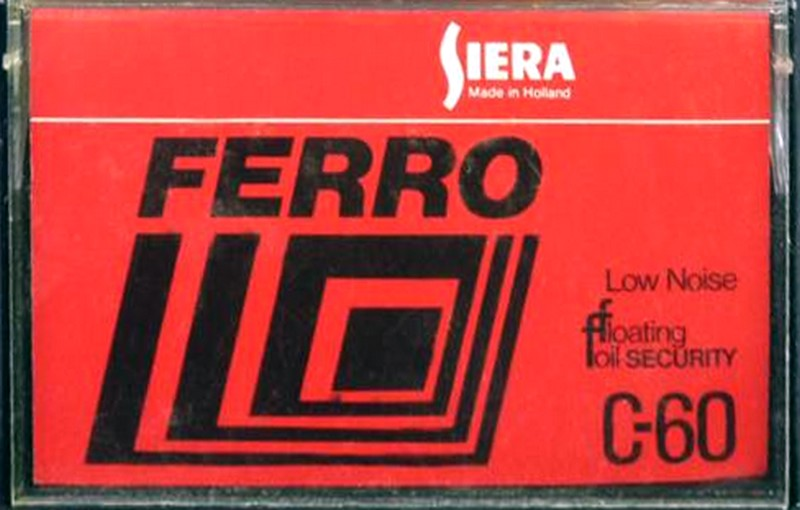 SIERA
Made in Holland
FERRO
Low Noise
floating
foil SECURITY
C-60